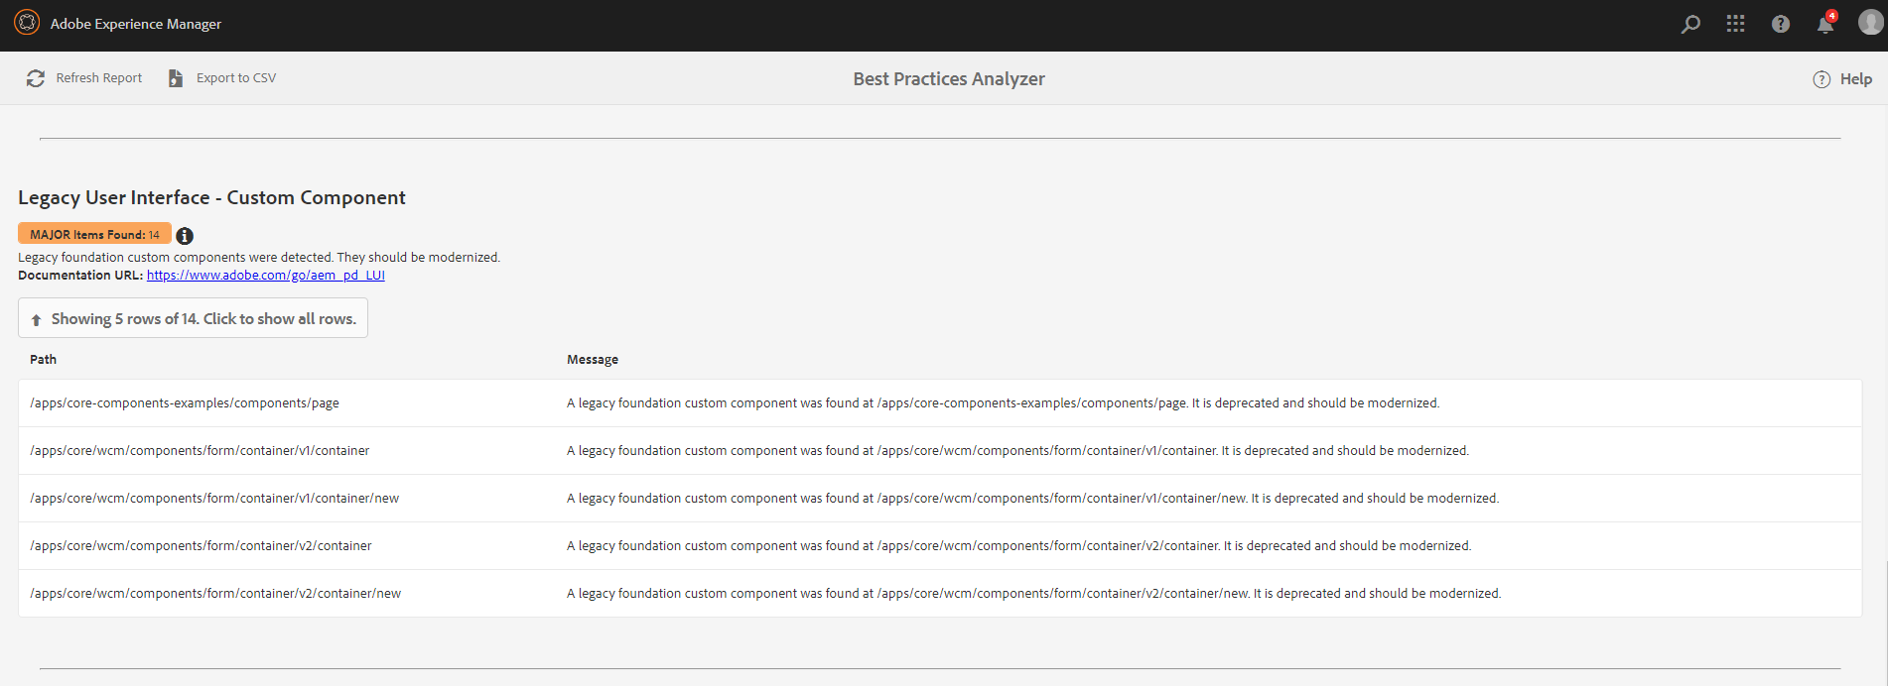 Adobe Experience Manager
4
Refresh Report
Export to CSV
Best Practices Analyzer
Help
Legacy User Interface - Custom Component
MAJOR Items Found: 14
Legacy foundation custom components were detected. They should be modernized.
Documentation URL: https://www.adobe.com/go/aem_pd_LUI
Showing 5 rows of 14. Click to show all rows.
Path Message
/apps/core-components-examples/components/page A legacy foundation custom component was found at /apps/core-components-examples/components/page. It is deprecated and should be modernized.
/apps/core/wcm/components/form/container/v1/container A legacy foundation custom component was found at /apps/core/wcm/components/form/container/v1/container. It is deprecated and should be modernized.
/apps/core/wcm/components/form/container/v1/container/new A legacy foundation custom component was found at /apps/core/wcm/components/form/container/v1/container/new. It is deprecated and should be modernized.
/apps/core/wcm/components/form/container/v2/container A legacy foundation custom component was found at /apps/core/wcm/components/form/container/v2/container. It is deprecated and should be modernized.
/apps/core/wcm/components/form/container/v2/container/new A legacy foundation custom component was found at /apps/core/wcm/components/form/container/v2/container/new. It is deprecated and should be modernized.